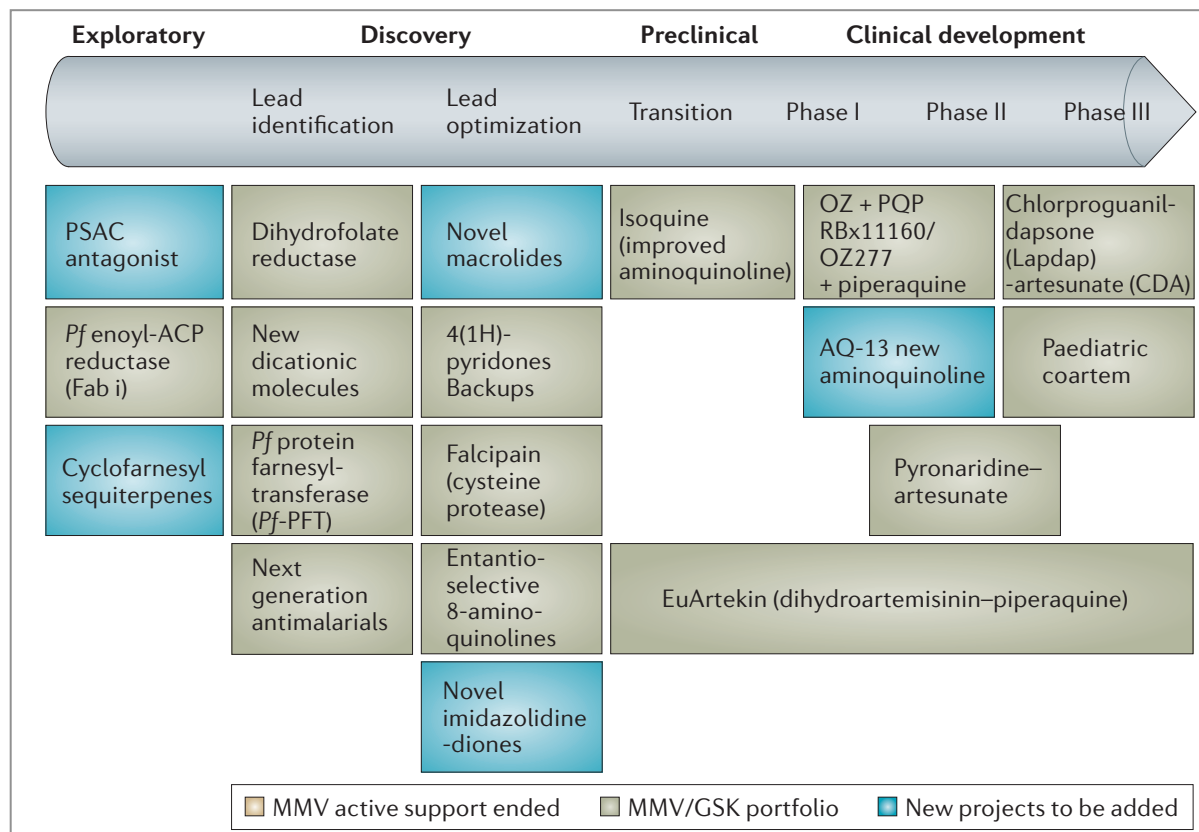 Exploratory
Discovery
Preclinical
Clinical development
Lead
identification
Lead
optimization
Transition
Phase I
Phase II
Phase III
PSAC
antagonist
Dihydrofolate
reductase
Novel
macrolides
Isoquine
(improved
aminoquinoline)
OZ + PQP
RBx11160/
OZ277
+ piperaquine
Chlorproguanil-
dapsone
(Lapdap)
-artesunate (CDA)
Pf enoyl-ACP
reductase
(Fab i)
New
dicationic
molecules
4(1H)-
pyridones
Backups
AQ-13 new
aminoquinoline
Paediatric
coartem
Cyclofarnesyl
sequiterpenes
Pf protein
farnesyl-
transferase
(Pf-PFT)
Falcipain
(cysteine
protease)
Pyronaridine–
artesunate
Next
generation
antimalarials
Entantio-
selective
8-amino-
quinolines
EuArtekin (dihydroartemisinin–piperaquine)
Novel
imidazolidine
-diones
MMV active support ended
MMV/GSK portfolio
New projects to be added